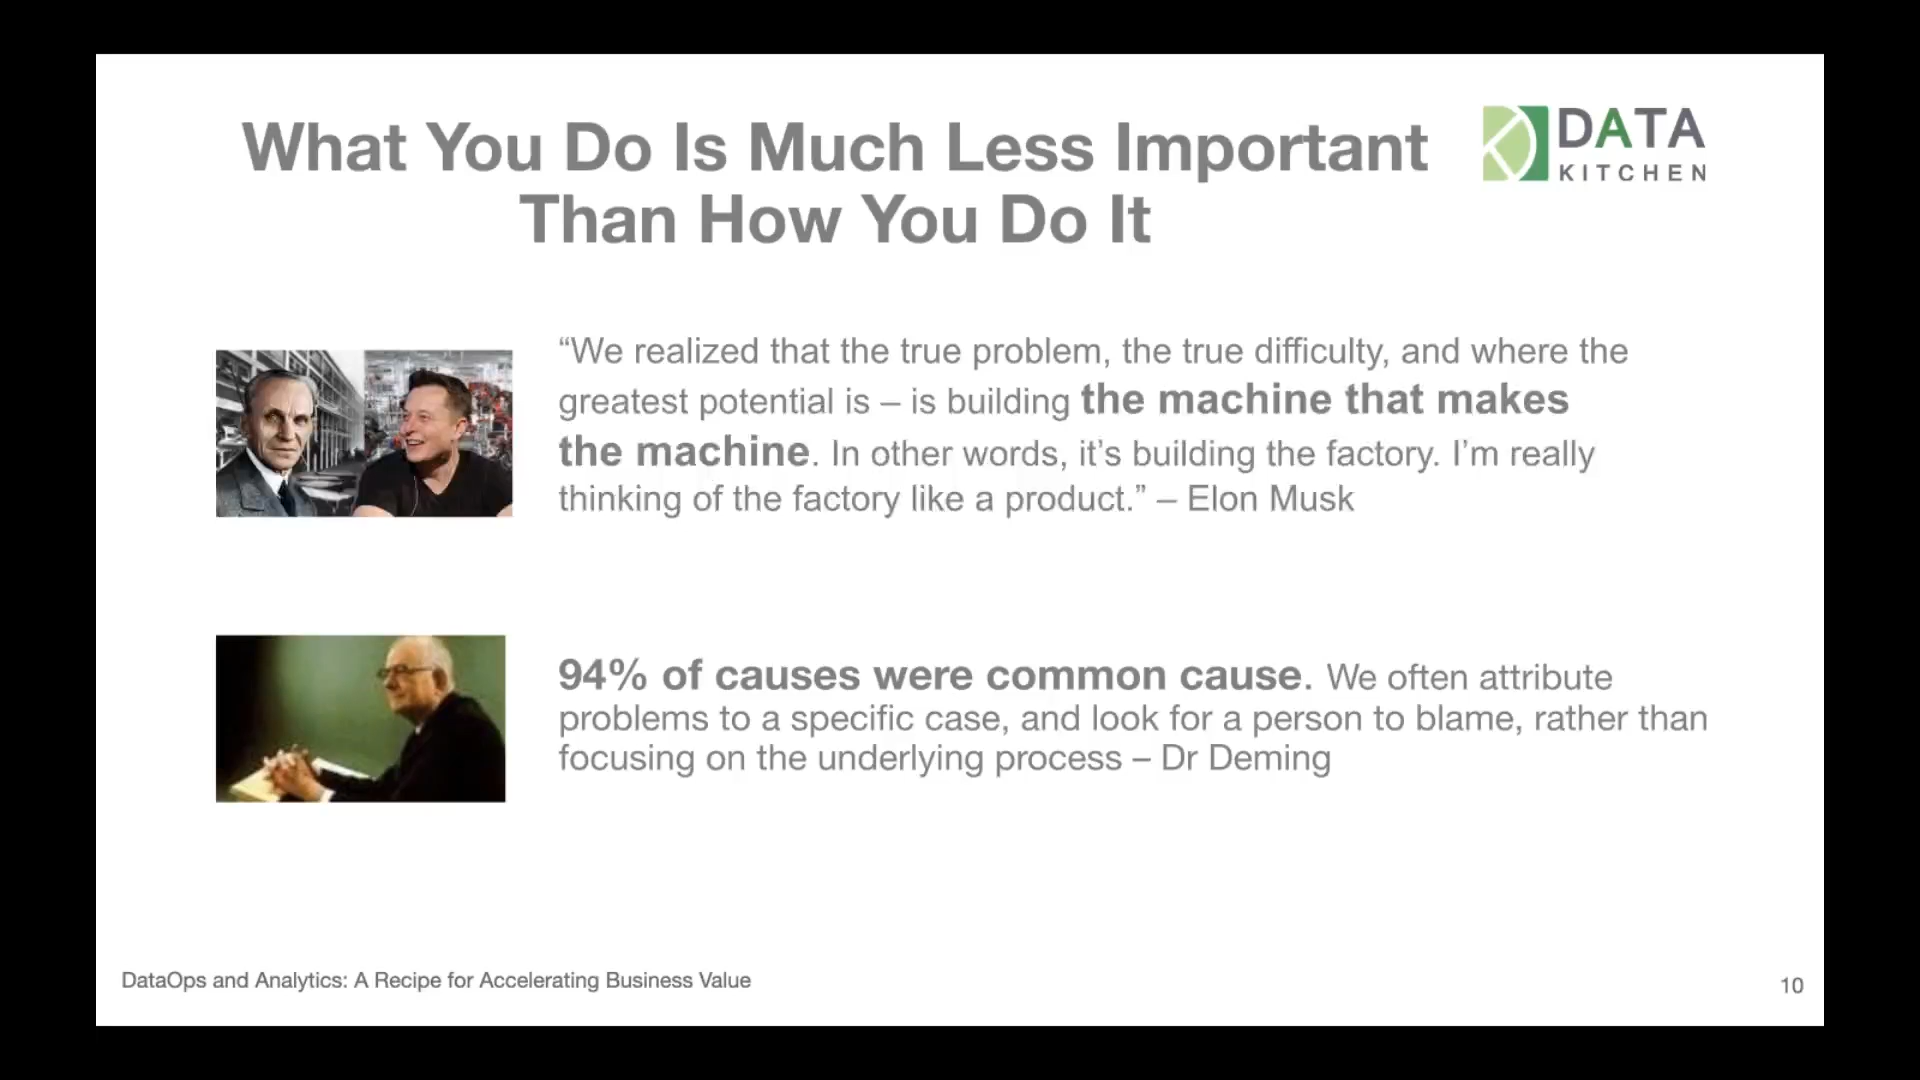 What You Do Is Much Less Important
Than How You Do It
DATA
KITCHEN
“We realized that the true problem, the true difficulty, and where the
greatest potential is – is building the machine that makes
the machine. In other words, it’s building the factory. I’m really
thinking of the factory like a product.” – Elon Musk
94% of causes were common cause. We often attribute
problems to a specific case, and look for a person to blame, rather than
focusing on the underlying process – Dr Deming
DataOps and Analytics: A Recipe for Accelerating Business Value
10